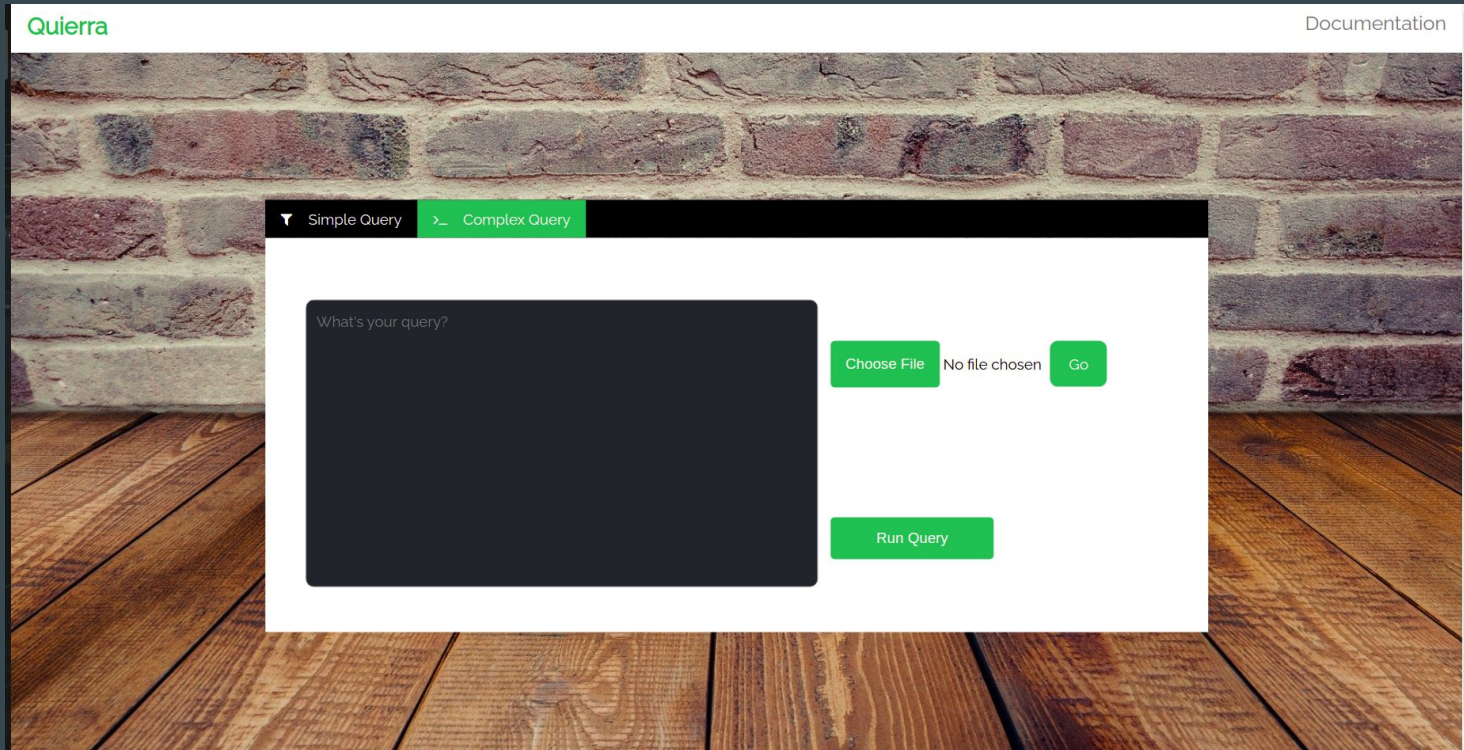 Quierra
Documentation
Simple Query
>_ Complex Query
What's your query?
Choose File No file chosen Go
Run Query